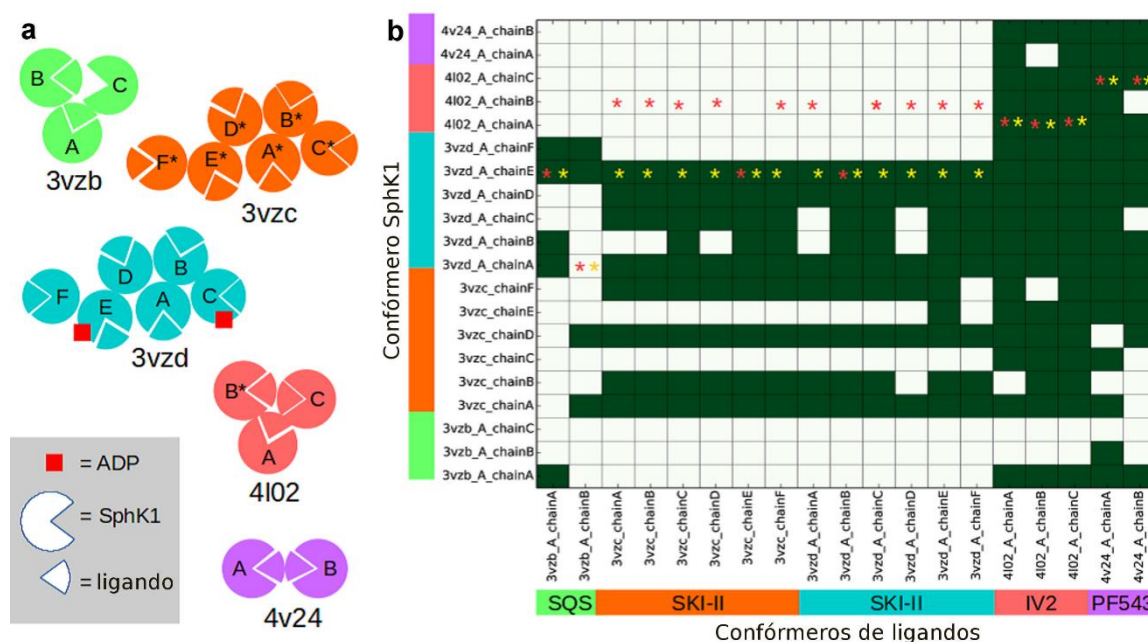 a
B
C
A
3vzb
D*
B*
F*
E*
A*
C*
3vzc
D
B
F
E
A
C
3vzd
B*
C
A
4l02
A
B
4v24
= ADP
= SphK1
= ligando
b
Confórmero SphK1
4v24_A_chainB
4v24_A_chainA
4l02_A_chainC
4l02_A_chainB
4l02_A_chainA
3vzd_A_chainF
3vzd_A_chainE
3vzd_A_chainD
3vzd_A_chainC
3vzd_A_chainB
3vzd_A_chainA
3vzc_chainF
3vzc_chainE
3vzc_chainD
3vzc_chainC
3vzc_chainB
3vzc_chainA
3vzb_A_chainC
3vzb_A_chainB
3vzb_A_chainA
3vzb_A_chainA
3vzb_A_chainB
3vzc_chainA
3vzc_chainB
3vzc_chainC
3vzc_chainD
3vzc_chainE
3vzc_chainF
3vzd_A_chainA
3vzd_A_chainB
3vzd_A_chainC
3vzd_A_chainD
3vzd_A_chainE
3vzd_A_chainF
4l02_A_chainA
4l02_A_chainB
4l02_A_chainC
4v24_A_chainA
4v24_A_chainB
SQS SKI-II SKI-II IV2 PF543
Confórmeros de ligandos